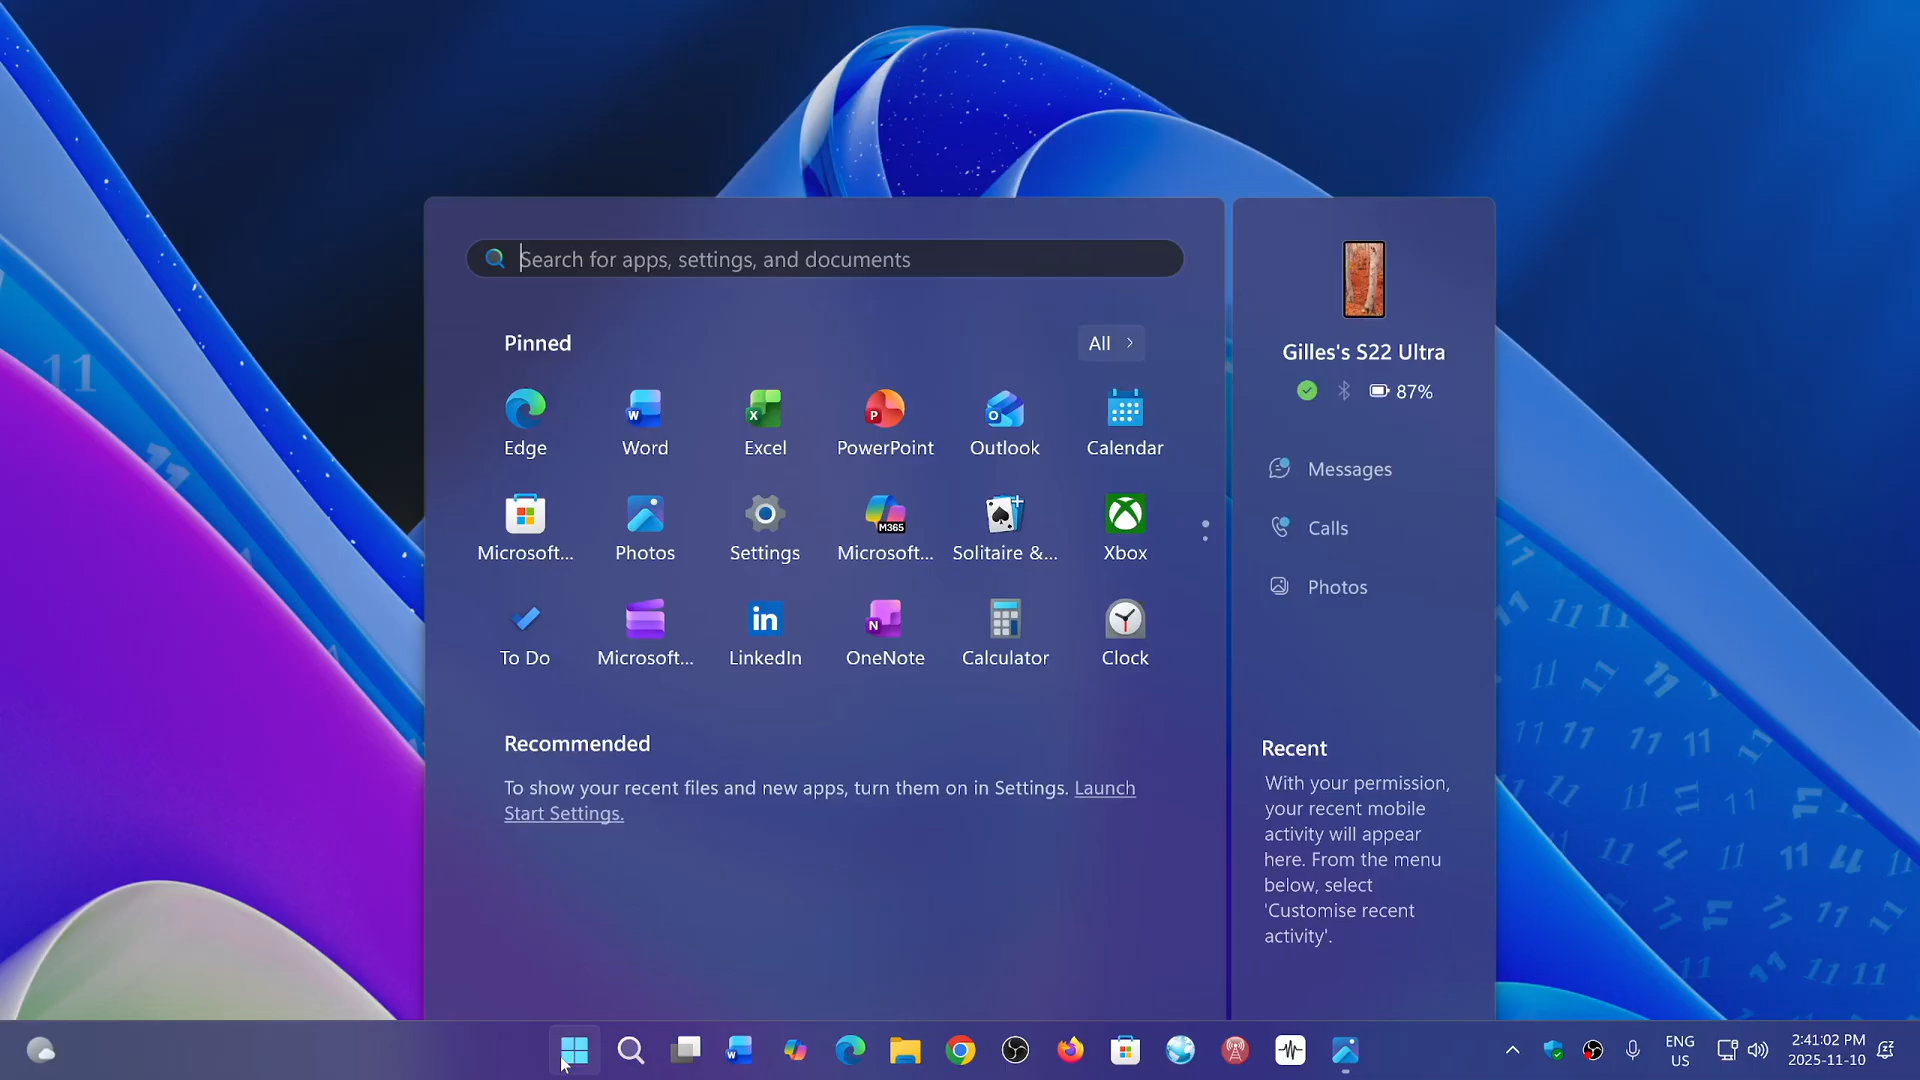 Search for apps, settings, and documents
Pinned
All
Edge
Word
Excel
PowerPoint
Outlook
Calendar
Microsoft...
Photos
Settings
M365
Microsoft...
Solitaire &...
Xbox
To Do
Microsoft...
LinkedIn
OneNote
Calculator
Clock
Recommended
To show your recent files and new apps, turn them on in Settings. Launch
Start Settings.
Gilles's S22 Ultra
87%
Messages
Calls
Photos
Recent
With your permission,
your recent mobile
activity will appear
here. From the menu
below, select
'Customise recent
activity'.
ENG
US
2:41:02 PM
2025-11-10